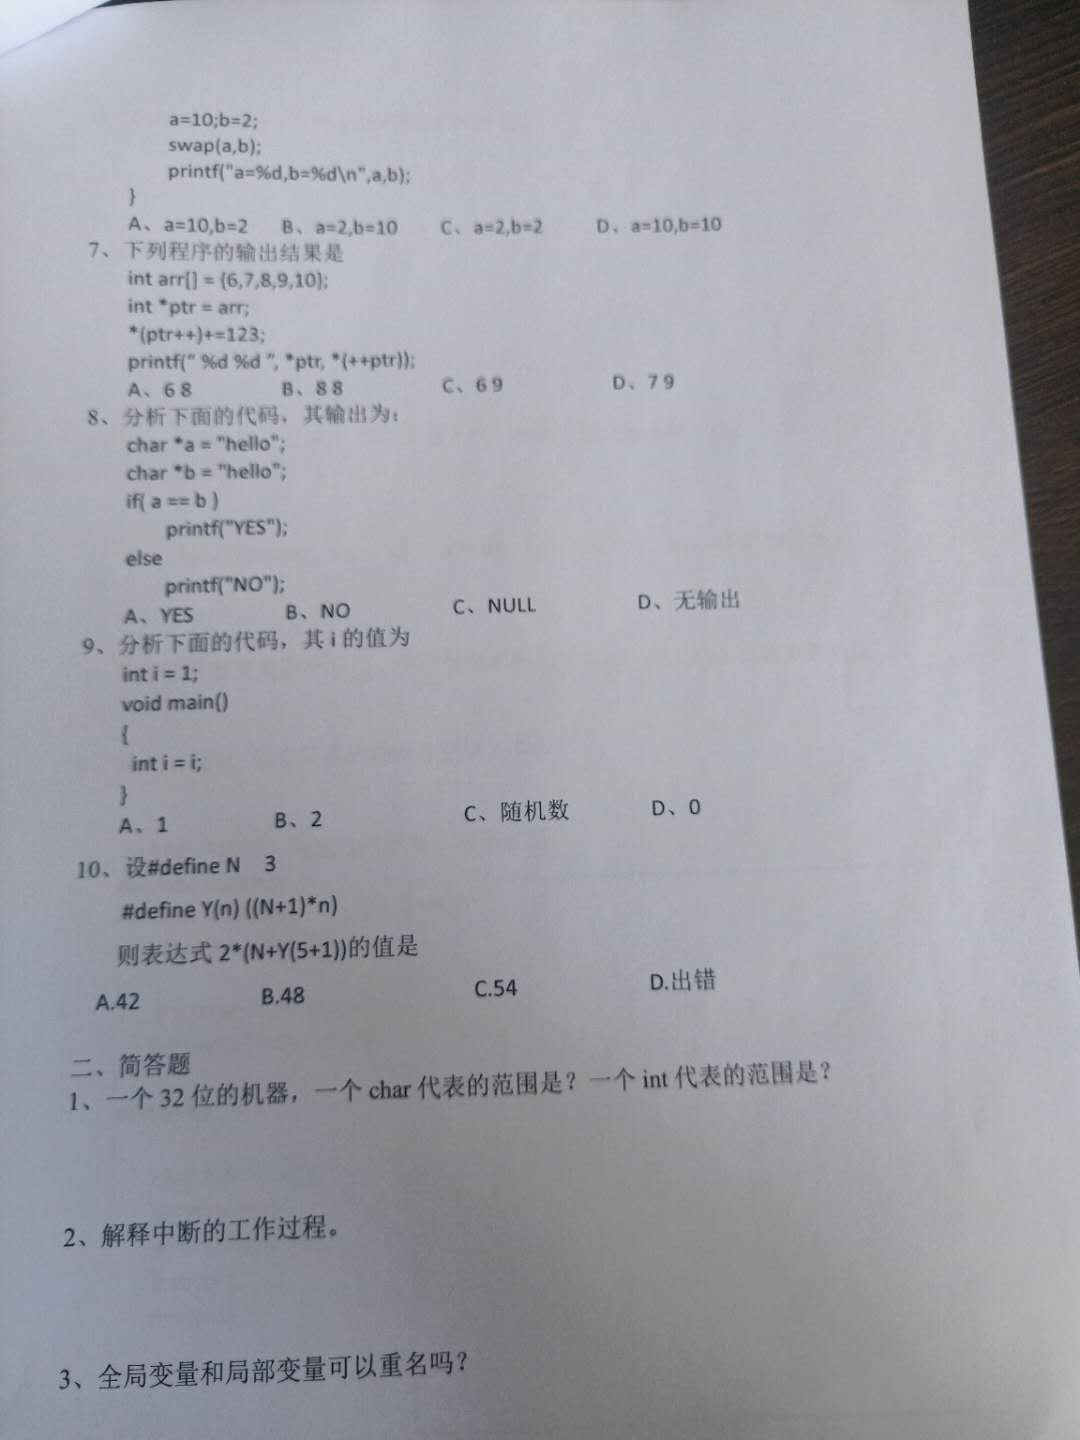 a=10;b=2;
swap(a,b);
printf("a=%d,b=%d\n",a,b);
}
A、a=10,b=2 B、a=2,b=10 C、a=2,b=2 D、a=10,b=10
7、下列程序的输出结果是
int arr[] = {6,7,8,9,10};
int *ptr = arr;
*(ptr++)+=123;
printf(" %d %d ", *ptr, *(++ptr));
A、6 8 B、8 8 C、6 9 D、7 9
8、分析下面的代码，其输出为：
char *a = "hello";
char *b = "hello";
if( a == b )
printf("YES");
else
printf("NO");
A、YES B、NO C、NULL D、无输出
9、分析下面的代码，其 i 的值为
int i = 1;
void main()
{
int i = i;
}
A、1 B、2 C、随机数 D、0
10、设#define N 3
#define Y(n) ((N+1)*n)
则表达式 2*(N+Y(5+1))的值是
A.42 B.48 C.54 D.出错
二、简答题
1、一个 32 位的机器，一个 char 代表的范围是？一个 int 代表的范围是？
2、解释中断的工作过程。
3、全局变量和局部变量可以重名吗？